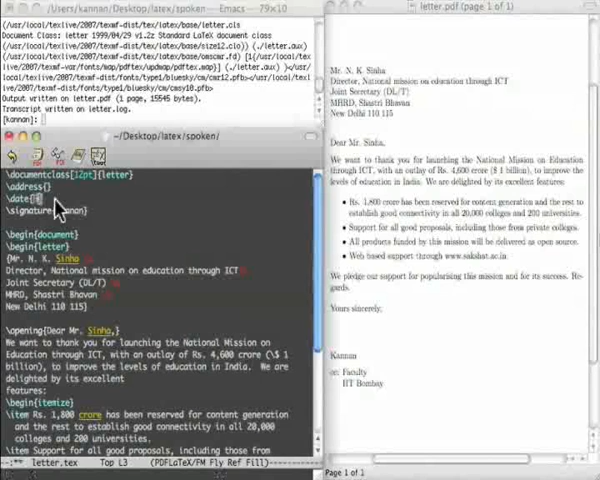 kannan — Emacs — 79×10
(/usr/local/texlive/2007/texmf-dist/tex/latex/base/letter.cls
Document Class: letter 1999/04/29 v1.2z Standard LaTeX document class
(/usr/local/texlive/2007/texmf-dist/tex/latex/base/size12.clo)) (./letter.aux)
(/usr/local/texlive/2007/texmf-dist/tex/latex/base/omscmr.fd) [1{/usr/local/tex
live/2007/texmf-var/fonts/map/pdftex/updmap/pdftex.map}] (./letter.aux) )</usr/
local/texlive/2007/texmf-dist/fonts/type1/bluesky/cm/cmr12.pfb></usr/local/texl
ive/2007/texmf-dist/fonts/type1/bluesky/cm/cmsy10.pfb>
Output written on letter.pdf (1 page, 15545 bytes).
Transcript written on letter.log.
[kannan]:
~/Desktop/latex/spoken/
\documentclass[12pt]{letter}
\address{}
\date{}
\signature{Kannan}
\begin{document}
\begin{letter}
{Mr. N. K. Sinha \\
Director, National mission on education through ICT\\
Joint Secretary (DL/T) \\
MHRD, Shastri Bhavan \\
New Delhi 110 115}
\opening{Dear Mr. Sinha,}
We want to thank you for launching the National Mission on
Education through ICT, with an outlay of Rs. 4,600 crore (\$ 1
billion), to improve the levels of education in India.  We are
delighted by its excellent
features:
\begin{itemize}
\item Rs. 1,800 crore has been reserved for content generation
and the rest to establish good connectivity in all 20,000
colleges and 200 universities.
\item Support for all good proposals, including those from
-:** letter.tex Top L3 (PDFLaTeX/FM Fly Ref Fill)
letter.pdf (1 page of 1)
Mr. N. K. Sinha
Director, National mission on education through ICT
Joint Secretary (DL/T)
MHRD, Shastri Bhavan
New Delhi 110 115
Dear Mr. Sinha,
We want to thank you for launching the National Mission on Education
through ICT, with an outlay of Rs. 4,600 crore ($ 1 billion), to improve the
levels of education in India. We are delighted by its excellent features:
• Rs. 1,800 crore has been reserved for content generation and the rest to
establish good connectivity in all 20,000 colleges and 200 universities.
• Support for all good proposals, including those from private colleges.
• All products funded by this mission will be delivered as open source.
• Web based support through www.sakshat.ac.in
We pledge our support for popularising this mission and for its success. Re-
gards.
Yours sincerely,
Kannan
cc: Faculty
IIT Bombay
Page 1 of 1